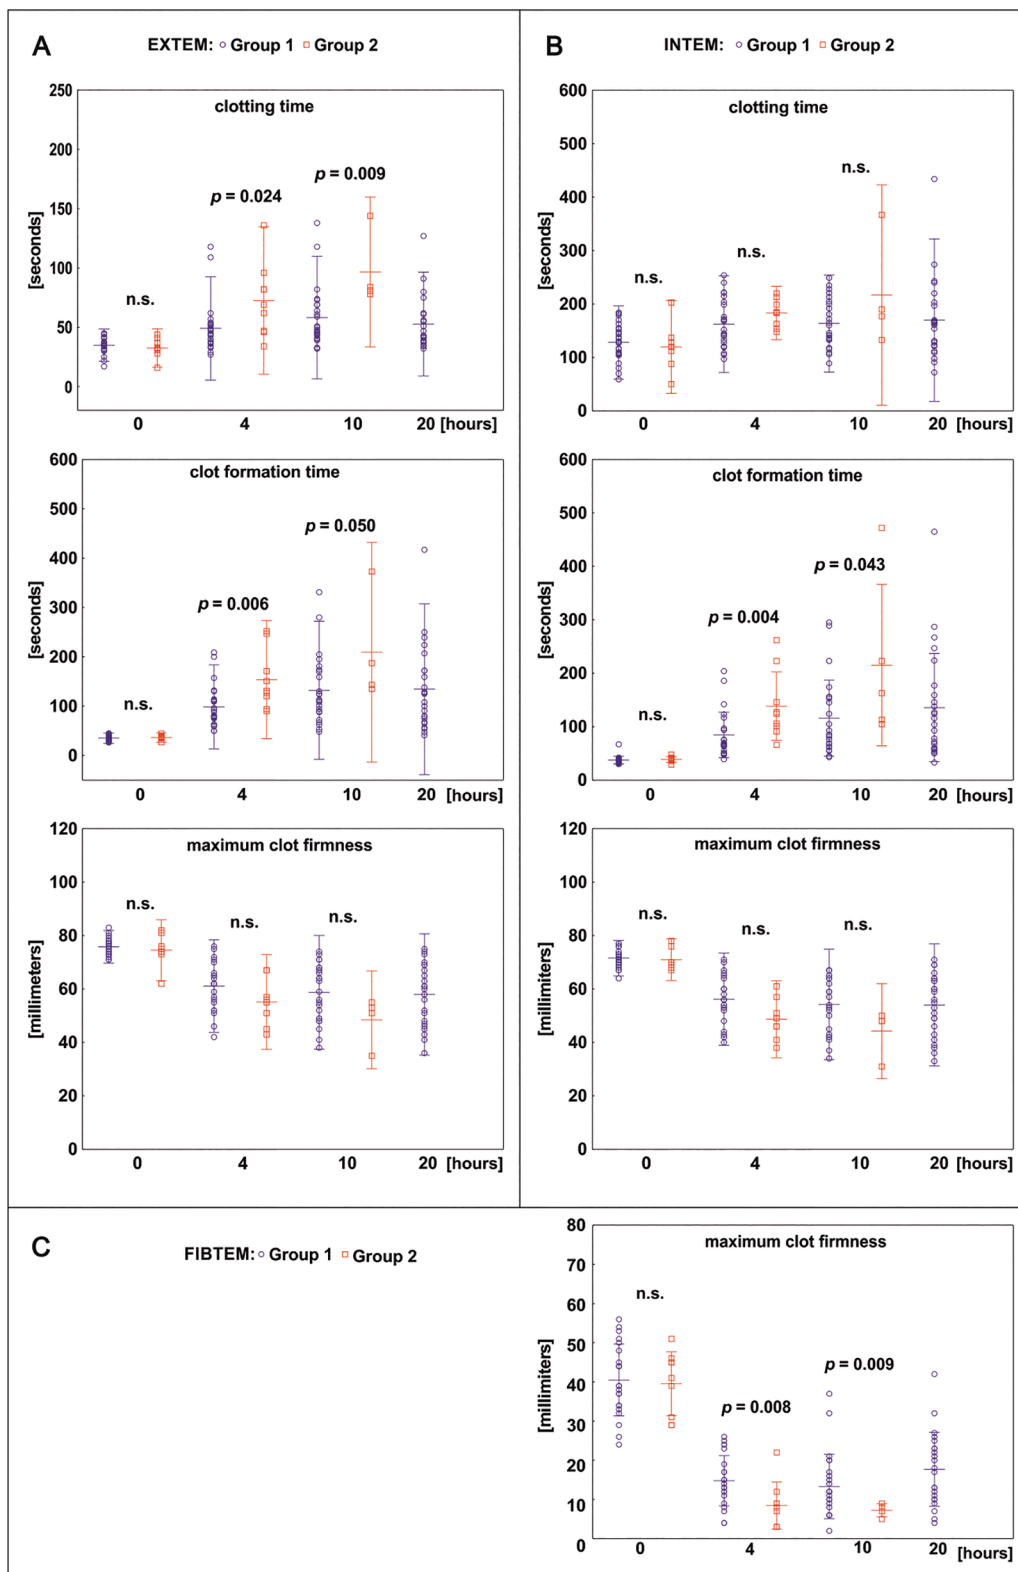 A
EXTEM: Group 1 Group 2
clotting time
[seconds]
250
200
150
100
50
0
n.s.
p = 0.024
p = 0.009
0 4 10 20 [hours]
clot formation time
[seconds]
600
500
400
300
200
100
0
n.s.
p = 0.006
p = 0.050
0 4 10 20 [hours]
maximum clot firmness
[millimeters]
120
100
80
60
40
20
0
n.s.
n.s.
n.s.
0 4 10 20 [hours]
B
INTEM: Group 1 Group 2
clotting time
[seconds]
600
500
400
300
200
100
0
n.s.
n.s.
n.s.
0 4 10 20 [hours]
clot formation time
[seconds]
600
500
400
300
200
100
0
n.s.
p = 0.004
p = 0.043
0 4 10 20 [hours]
maximum clot firmness
[millimiters]
120
100
80
60
40
20
0
n.s.
n.s.
n.s.
0 4 10 20 [hours]
C
FIBTEM: Group 1 Group 2
maximum clot firmness
[millimiters]
80
70
60
50
40
30
20
10
0
n.s.
p = 0.008
p = 0.009
0 4 10 20 [hours]